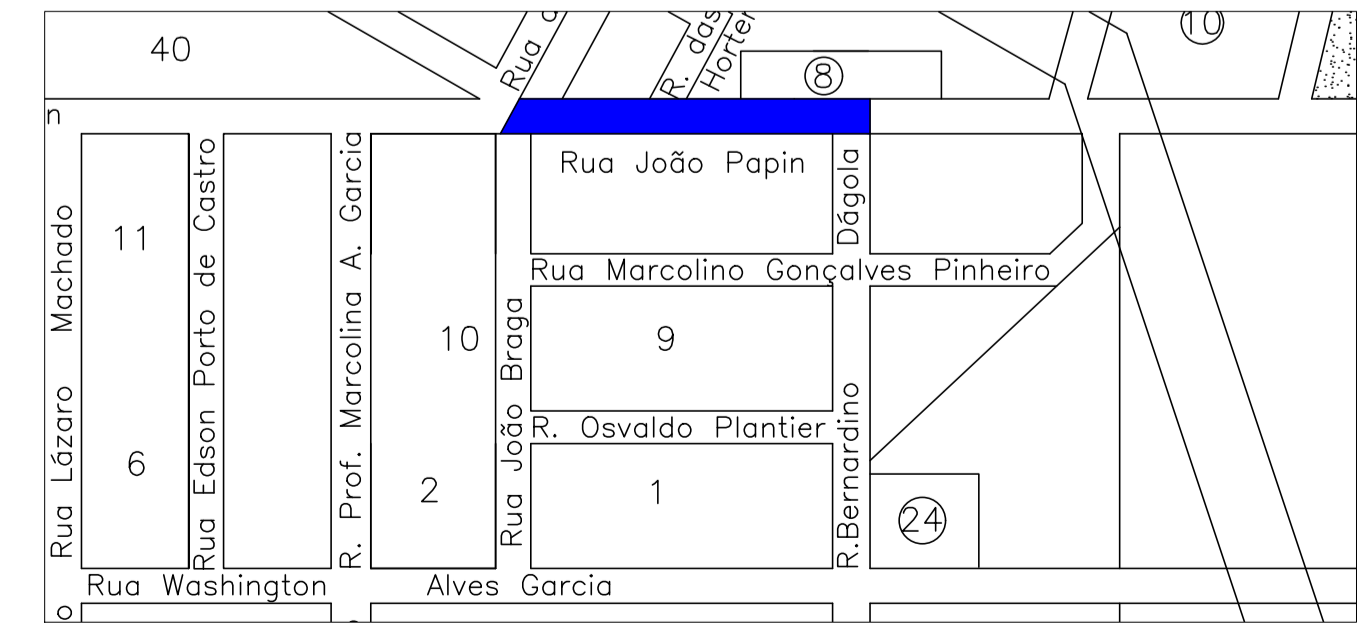 40
Rua d
R. das
Horten
10
8
n
Rua João Papin
11
Rua Lázaro Machado
Rua Edson Porto de Castro
R. Prof. Marcolina A. Garcia
Rua João Braga
R.Bernardino Dágola
Rua Marcolino Gonçalves Pinheiro
10
9
R. Osvaldo Plantier
6
2
1
24
Rua Washington Alves Garcia
o